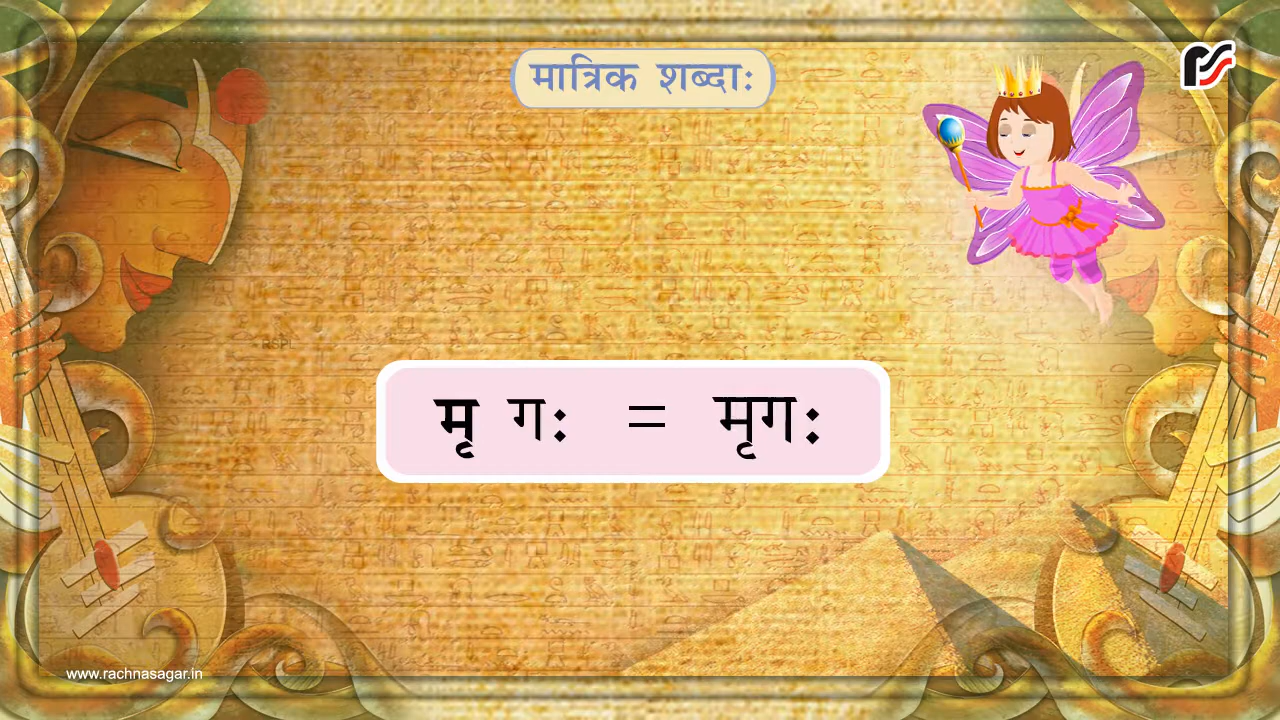 मात्रिक शब्दाः
RSPL
मृ गः = मृगः
www.rachnasagar.in